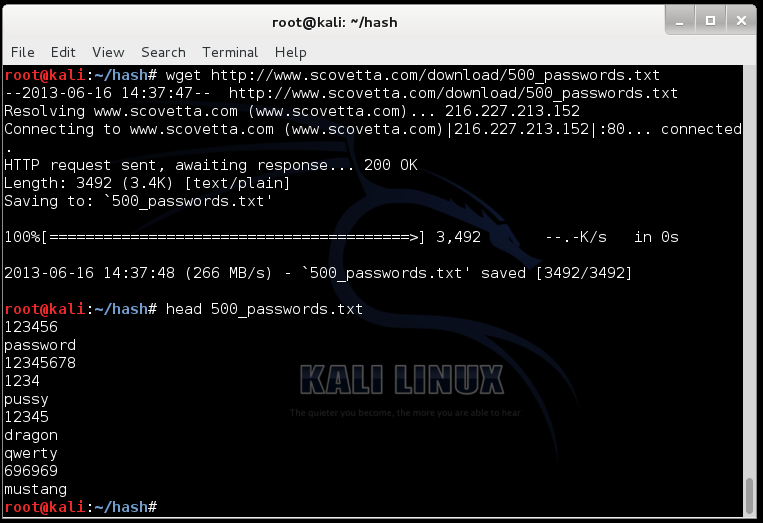 root@kali: ~/hash
File Edit View Search Terminal Help
root@kali:~/hash# wget http://www.scovetta.com/download/500_passwords.txt
--2013-06-16 14:37:47--  http://www.scovetta.com/download/500_passwords.txt
Resolving www.scovetta.com (www.scovetta.com)... 216.227.213.152
Connecting to www.scovetta.com (www.scovetta.com)|216.227.213.152|:80... connected
.
HTTP request sent, awaiting response... 200 OK
Length: 3492 (3.4K) [text/plain]
Saving to: `500_passwords.txt'
100%[========================================>] 3,492       --.-K/s   in 0s
2013-06-16 14:37:48 (266 MB/s) - `500_passwords.txt' saved [3492/3492]
root@kali:~/hash# head 500_passwords.txt
123456
password
12345678
1234
pussy
12345
dragon
qwerty
696969
mustang
root@kali:~/hash#
KALI LINUX
The quieter you become, the more you are able to hear